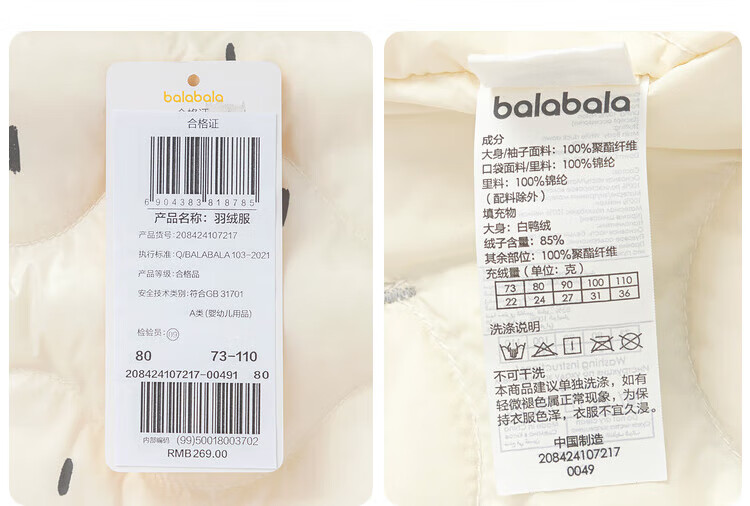 balabala
合格证
6 904383 818785
产品名称：羽绒服
产品货号：208424107217
执行标准：Q/BALABALA 103-2021
产品等级：合格品
安全技术类别：符合GB 31701
A类(婴幼儿用品)
检验员：
80 73-110
208424107217-00491 80
内部编码 (99)50018003702
RMB269.00
balabala
成分
大身/袖子面料：100%聚酯纤维
口袋面料/里料：100%锦纶
里料：100%锦纶
（配料除外）
填充物
大身：白鸭绒
绒子含量：85%
其余部位：100%聚酯纤维
充绒量（单位：克）
73 80 90 100 110
22 24 27 31 36
洗涤说明
不可干洗
本商品建议单独洗涤，如有
轻微褪色属正常现象，为保
持衣服色泽，衣服不宜久浸。
中国制造
208424107217
0049